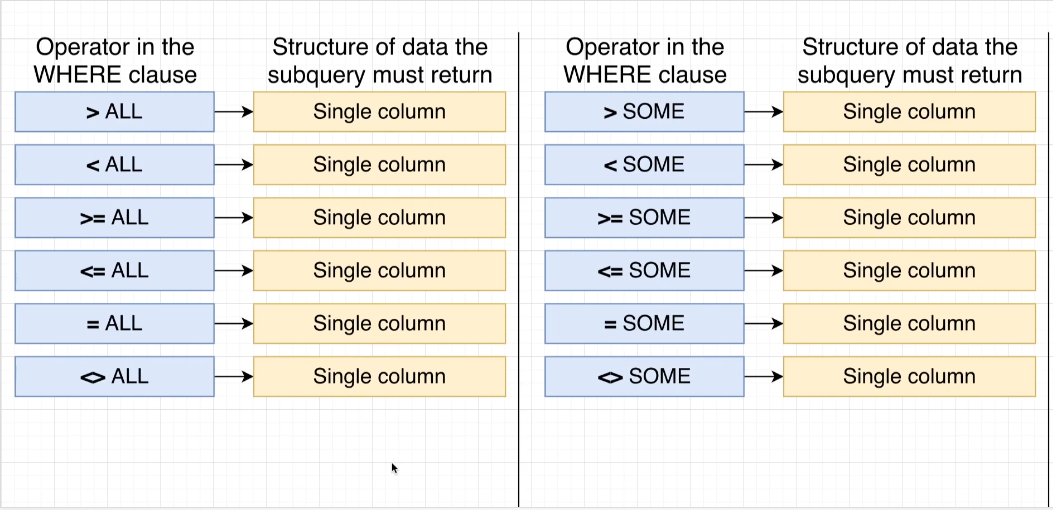 Operator in the
WHERE clause
Structure of data the
subquery must return
> ALL
Single column
< ALL
Single column
>= ALL
Single column
<= ALL
Single column
= ALL
Single column
<> ALL
Single column
Operator in the
WHERE clause
Structure of data the
subquery must return
> SOME
Single column
< SOME
Single column
>= SOME
Single column
<= SOME
Single column
= SOME
Single column
<> SOME
Single column